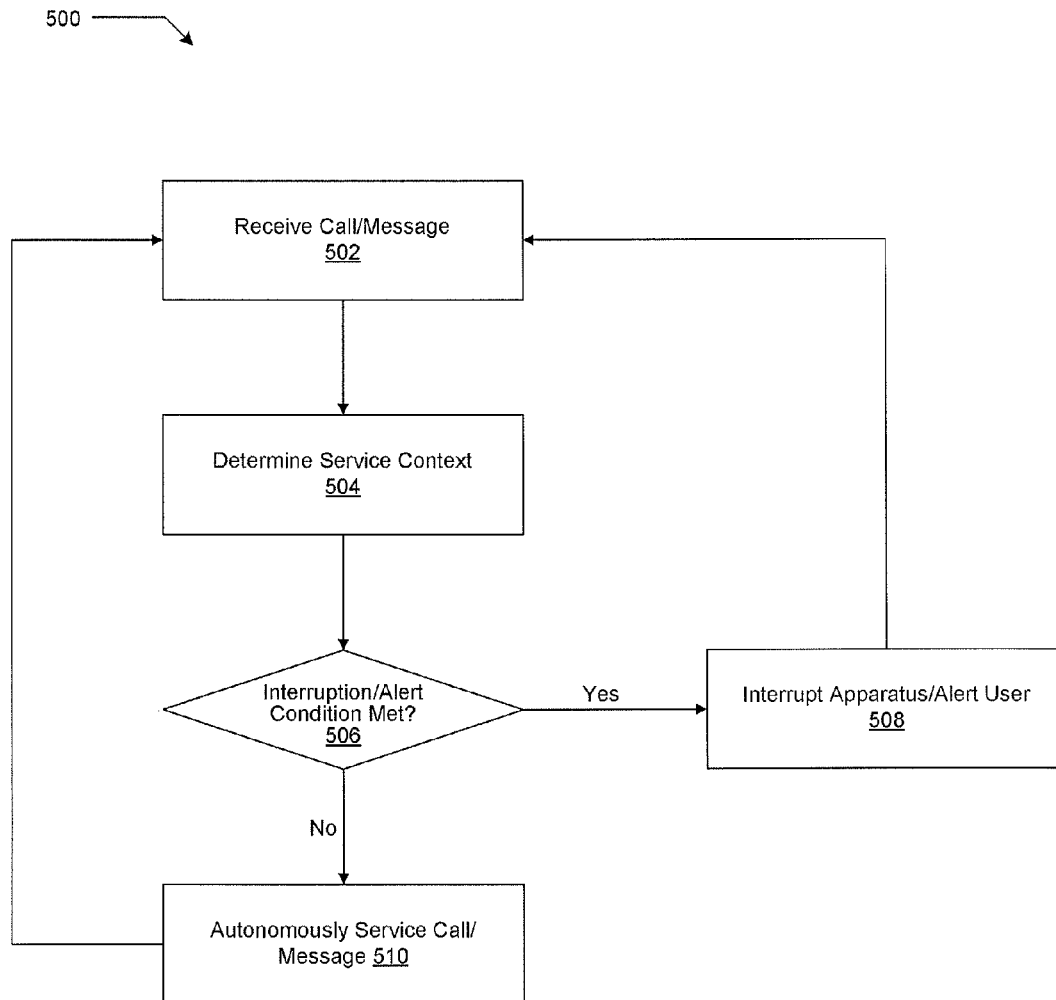 500
Receive Call/Message
502
Determine Service Context
504
Interruption/Alert
Condition Met?
506
Yes
Interrupt Apparatus/Alert User
508
No
Autonomously Service Call/
Message 510